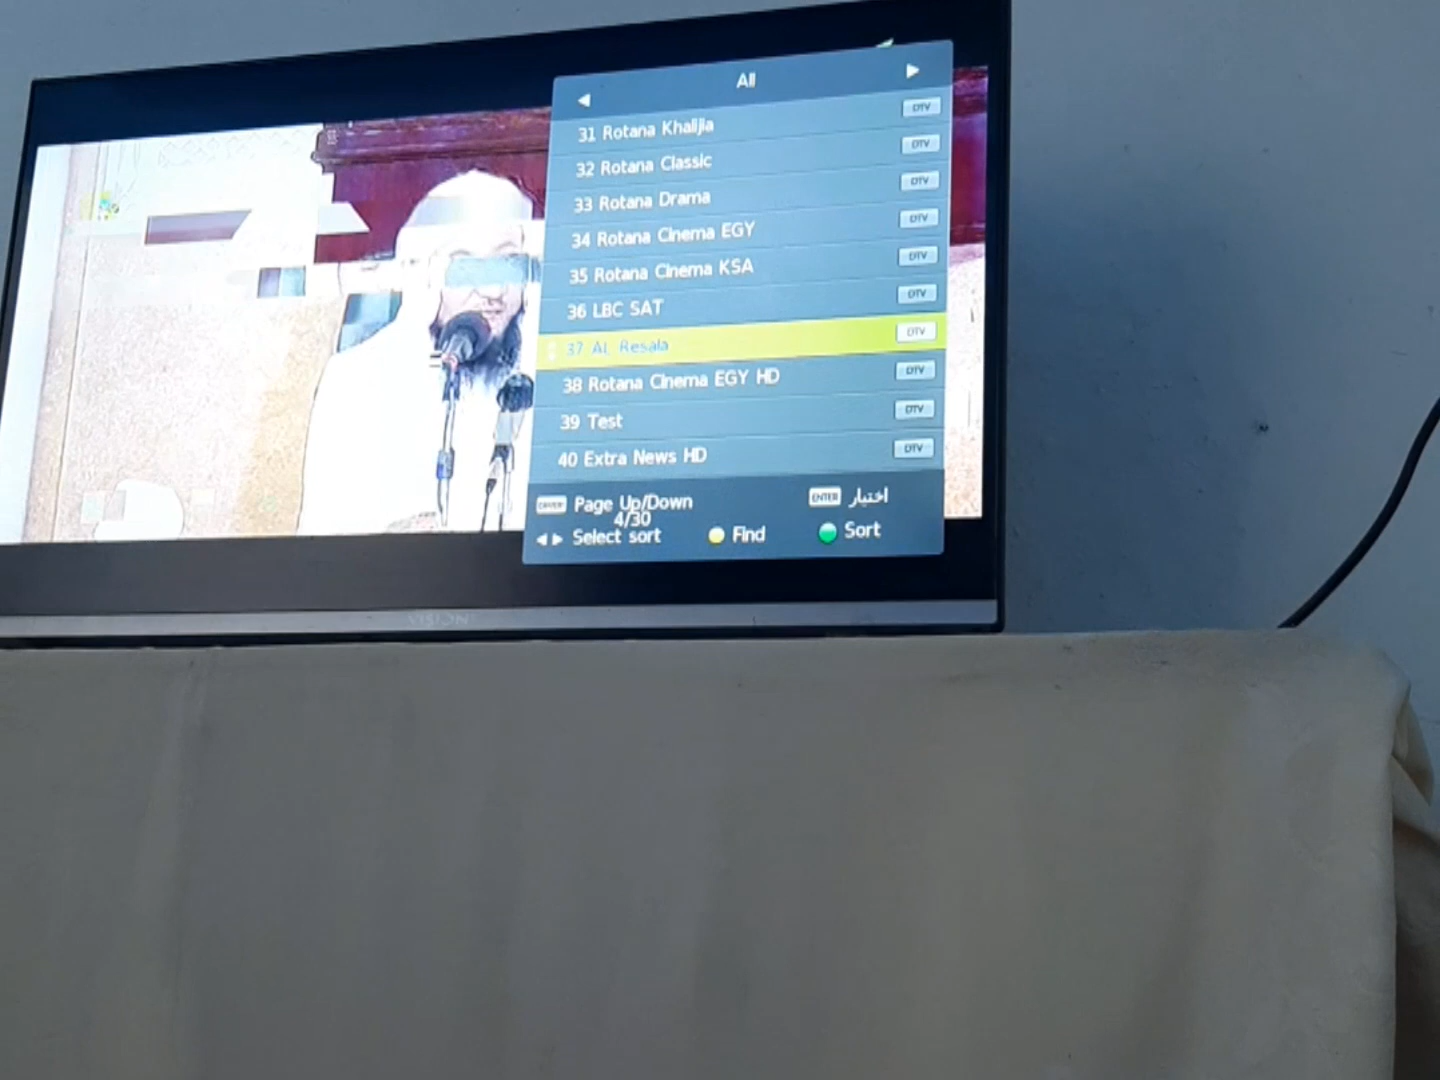 All
31 Rotana Khalijia DTV
32 Rotana Classic DTV
33 Rotana Drama DTV
34 Rotana Cinema EGY DTV
35 Rotana Cinema KSA DTV
36 LBC SAT DTV
37 AL Resala DTV
38 Rotana Cinema EGY HD DTV
39 Test DTV
40 Extra News HD DTV
Page Up/Down ENTER اختيار
4/30
Select sort Find Sort
VISION